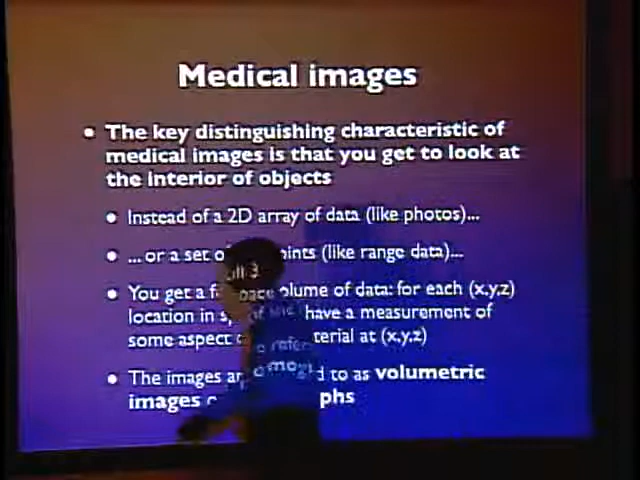 Medical images
• The key distinguishing characteristic of
medical images is that you get to look at
the interior of objects
• Instead of a 2D array of data (like photos)...
• ... or a set o ints (like range data)...
• You get a f olume of data: for each (x,y,z)
location in s have a measurement of
some aspect terial at (x,y,z)
• The images ar d to as volumetric
images o phs